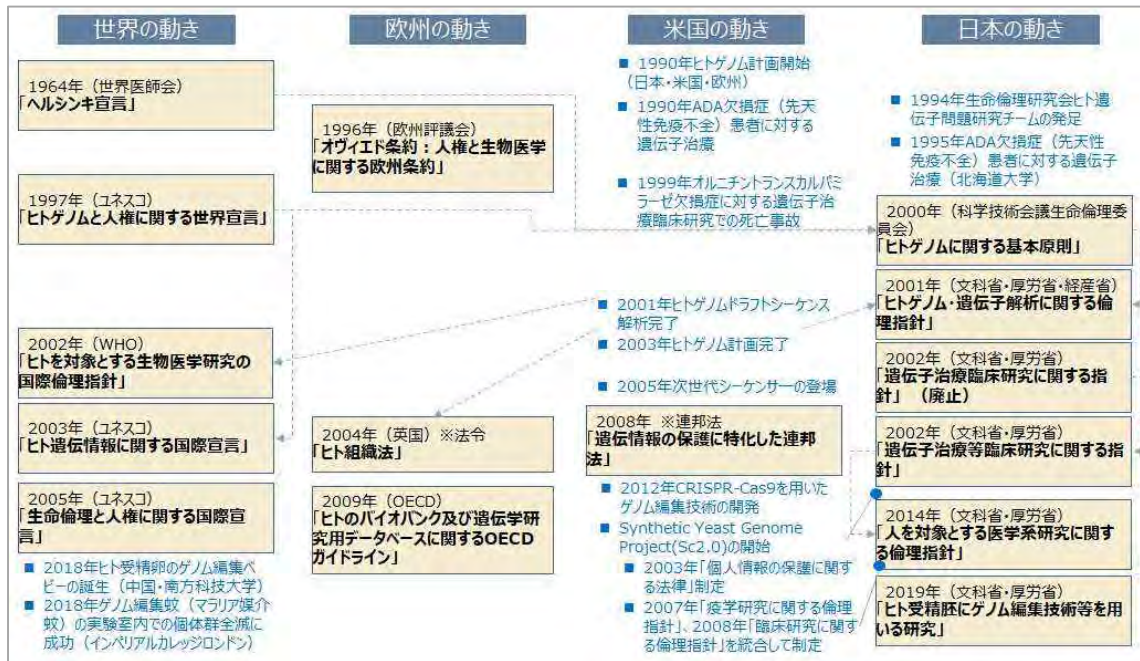 世界の動き
1964年（世界医師会）
「ヘルシンキ宣言」
1997年（ユネスコ）
「ヒトゲノムと人権に関する世界宣言」
2002年（WHO）
「ヒトを対象とする生物医学研究の
国際倫理指針」
2003年（ユネスコ）
「ヒト遺伝情報に関する国際宣言」
2005年（ユネスコ）
「生命倫理と人権に関する国際宣
言」
■ 2018年ヒト受精卵のゲノム編集ベ
ビーの誕生（中国・南方科技大学）
■ 2018年ゲノム編集蚊（マラリア媒介
蚊）の実験室内での個体群全滅に
成功（インペリアルカレッジロンドン）
欧州の動き
1996年（欧州評議会）
「オヴィエド条約：人権と生物医学
に関する欧州条約」
2004年（英国）※法令
「ヒト組織法」
2009年（OECD）
「ヒトのバイオバンク及び遺伝学研
究用データベースに関するOECD
ガイドライン」
米国の動き
■ 1990年ヒトゲノム計画開始
（日本・米国・欧州）
■ 1990年ADA欠損症（先天
性免疫不全）患者に対する
遺伝子治療
■ 1999年オルニチントランスカルバミ
ラーゼ欠損症に対する遺伝子治
療臨床研究での死亡事故
■ 2001年ヒトゲノムドラフトシーケンス
解析完了
■ 2003年ヒトゲノム計画完了
■ 2005年次世代シーケンサーの登場
2008年 ※連邦法
「遺伝情報の保護に特化した連邦
法」
■ 2012年CRISPR-Cas9を用いた
ゲノム編集技術の開発
■ Synthetic Yeast Genome
Project(Sc2.0)の開始
■ 2003年「個人情報の保護に関す
る法律」制定
■ 2007年「疫学研究に関する倫理
指針」、2008年「臨床研究に関す
る倫理指針」を統合して制定
日本の動き
■ 1994年生命倫理研究会ヒト遺
伝子問題研究チームの発足
■ 1995年ADA欠損症（先天性
免疫不全）患者に対する遺伝子
治療（北海道大学）
2000年（科学技術会議生命倫理委
員会）
「ヒトゲノムに関する基本原則」
2001年（文科省・厚労省・経産省）
「ヒトゲノム・遺伝子解析に関する倫
理指針」
2002年（文科省・厚労省）
「遺伝子治療臨床研究に関する指
針」（廃止）
2002年（文科省・厚労省）
「遺伝子治療等臨床研究に関する指
針」
2014年（文科省・厚労省）
「人を対象とする医学系研究に関す
る倫理指針」
2019年（文科省・厚労省）
「ヒト受精胚にゲノム編集技術等を用
いる研究」